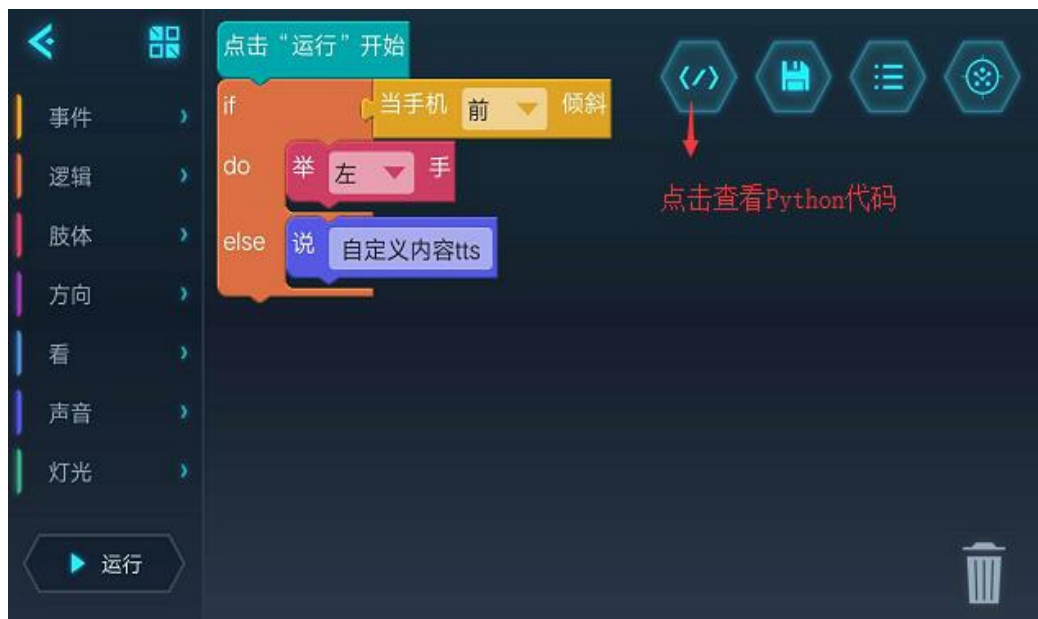 点击“运行”开始
if 当手机 前 倾斜
do 举 左 手
else 说 自定义内容tts
点击查看Python代码
事件
逻辑
肢体
方向
看
声音
灯光
运行